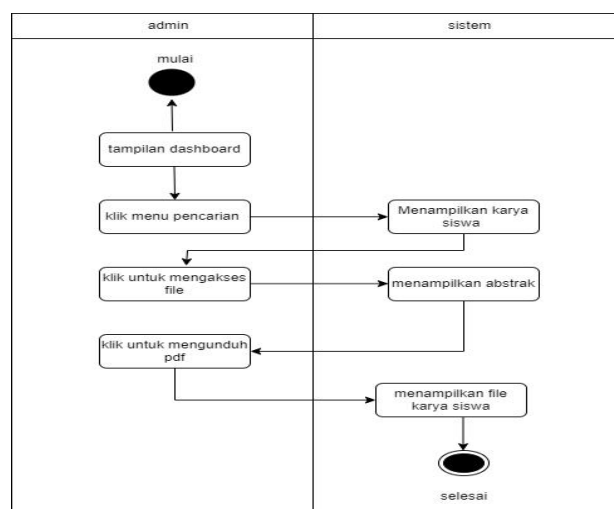 admin
sistem
mulai
tampilan dashboard
klik menu pencarian
Menampilkan karya
siswa
klik untuk mengakses
file
menampilkan abstrak
klik untuk mengunduh
pdf
menampilkan file
karya siswa
selesai